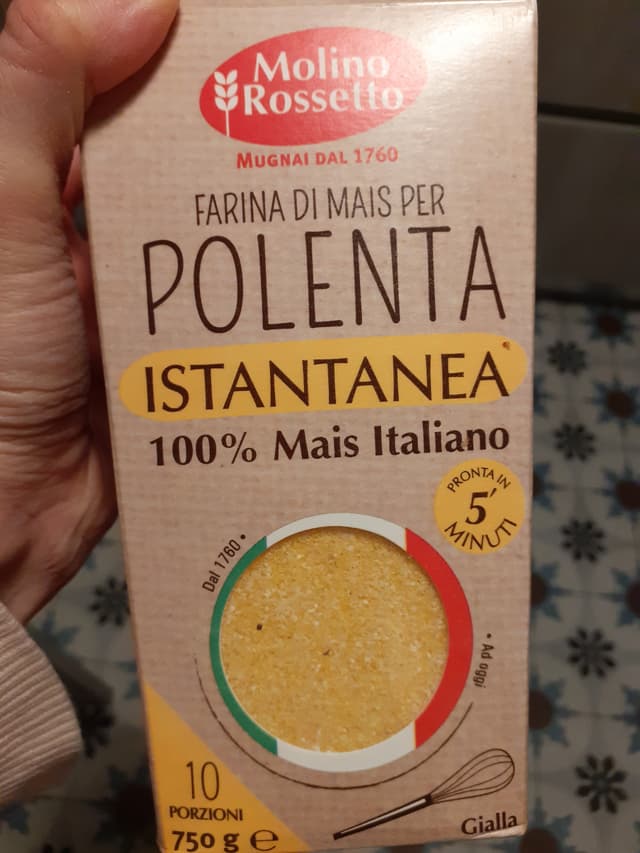 Molino
Rossetto
MUGNAI DAL 1760
FARINA DI MAIS PER
POLENTA
ISTANTANEA
100% Mais Italiano
PRONTA IN
5'
MINUTI
Dal 1760 •
• Ad oggi
10
PORZIONI
750 g ℮
Gialla